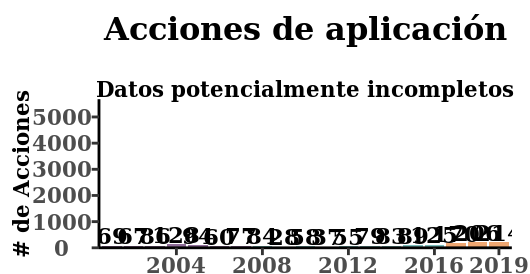 Acciones de aplicación
Datos potencialmente incompletos
# de Acciones
5000
4000
3000
2000
1000
0
2004 2008 2012 2016 2019